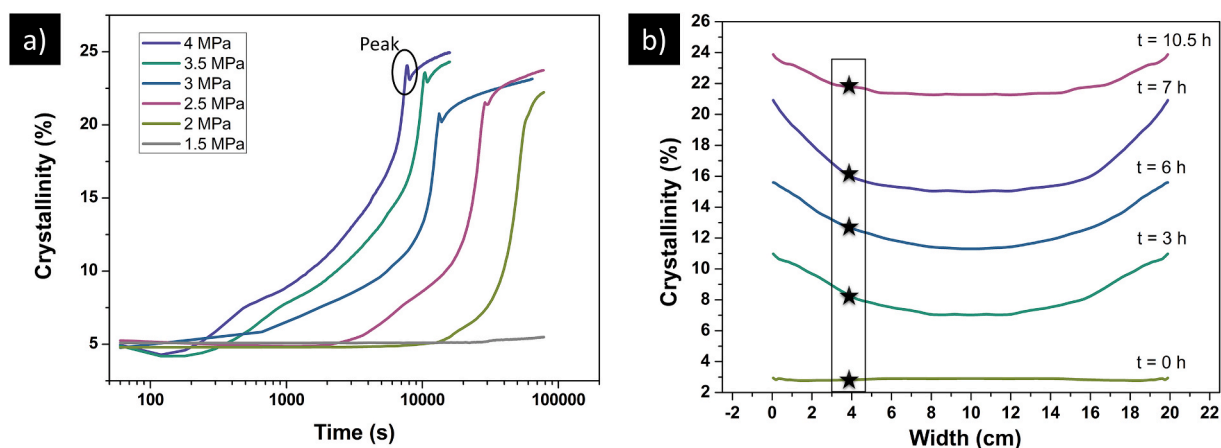 a)
Peak
4 MPa
3.5 MPa
3 MPa
2.5 MPa
2 MPa
1.5 MPa
25
20
15
10
5
Crystallinity (%)
100 1000 10000 100000
Time (s)
b)
26
24
22
20
18
16
14
12
10
8
6
4
2
Crystallinity (%)
t = 10.5 h
t = 7 h
t = 6 h
t = 3 h
t = 0 h
-2 0 2 4 6 8 10 12 14 16 18 20 22
Width (cm)